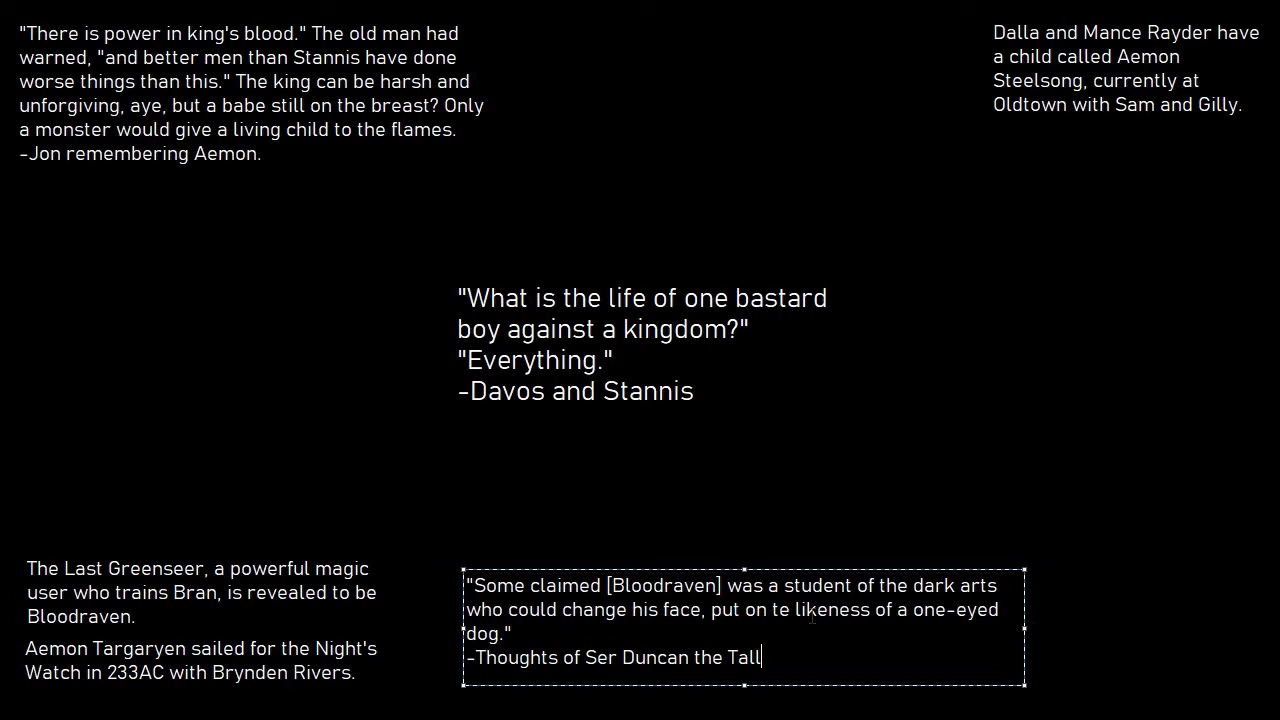 "There is power in king's blood." The old man had
warned, "and better men than Stannis have done
worse things than this." The king can be harsh and
unforgiving, aye, but a babe still on the breast? Only
a monster would give a living child to the flames.
-Jon remembering Aemon.
Dalla and Mance Rayder have
a child called Aemon
Steelsong, currently at
Oldtown with Sam and Gilly.
"What is the life of one bastard
boy against a kingdom?"
"Everything."
-Davos and Stannis
The Last Greenseer, a powerful magic
user who trains Bran, is revealed to be
Bloodraven.
Aemon Targaryen sailed for the Night's
Watch in 233AC with Brynden Rivers.
"Some claimed [Bloodraven] was a student of the dark arts
who could change his face, put on te likeness of a one-eyed
dog."
-Thoughts of Ser Duncan the Tall